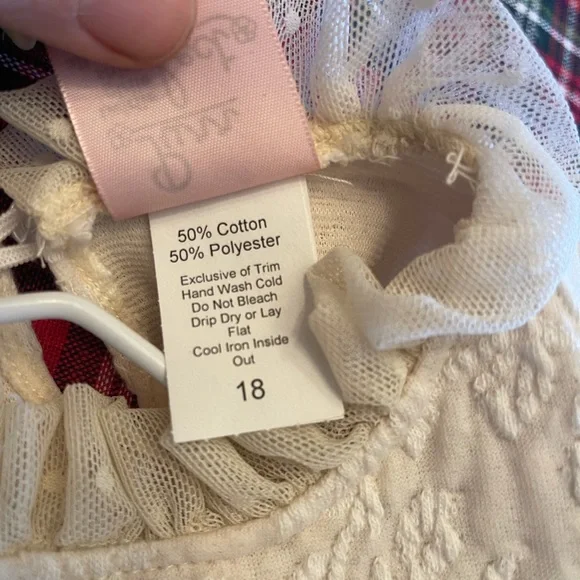 50% Cotton
50% Polyester
Exclusive of Trim
Hand Wash Cold
Do Not Bleach
Drip Dry or Lay
Flat
Cool Iron Inside
Out
18